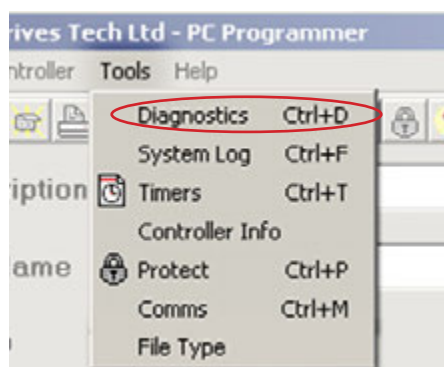 rives Tech Ltd - PC Programmer
ntroller Tools Help
Diagnostics Ctrl+D
System Log Ctrl+F
iption Timers Ctrl+T
Controller Info
ame Protect Ctrl+P
Comms Ctrl+M
File Type